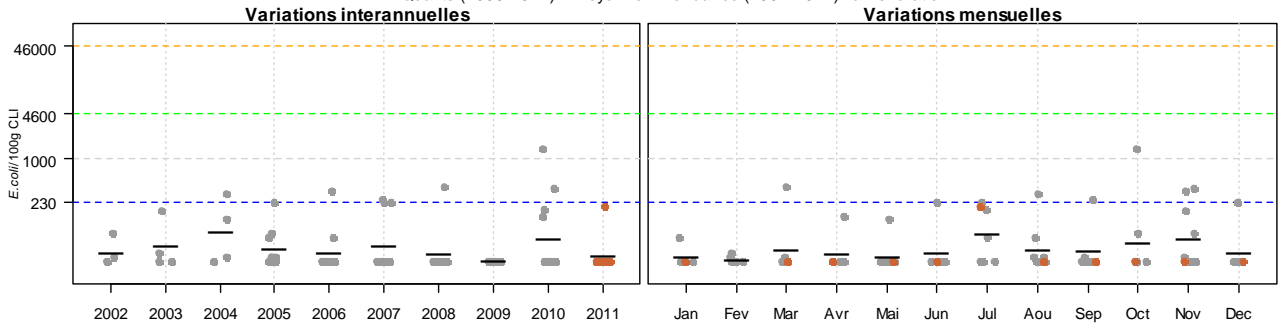 Variations interannuelles
Variations mensuelles
E.coli/100g CLI
46000
4600
1000
230
2002 2003 2004 2005 2006 2007 2008 2009 2010 2011
Jan Fev Mar Avr Mai Jun Jul Aou Sep Oct Nov Dec